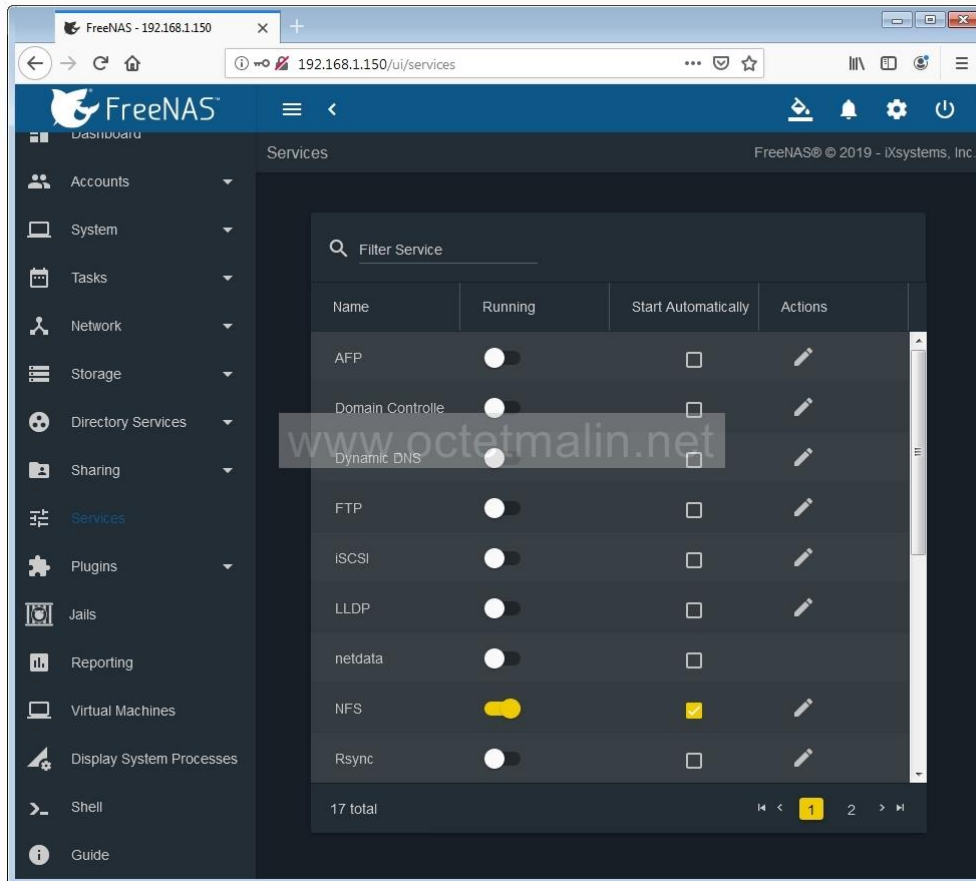 FreeNAS - 192.168.1.150
192.168.1.150/ui/services
FreeNAS™
Dashboard
Services
FreeNAS® © 2019 - iXsystems, Inc.
Accounts
System
Tasks
Network
Storage
Directory Services
Sharing
Services
Plugins
Jails
Reporting
Virtual Machines
Display System Processes
Shell
Guide
Filter Service
Name Running Start Automatically Actions
AFP
Domain Controlle
Dynamic DNS
www.octetmalin.net
FTP
iSCSI
LLDP
netdata
NFS
Rsync
17 total
1 2